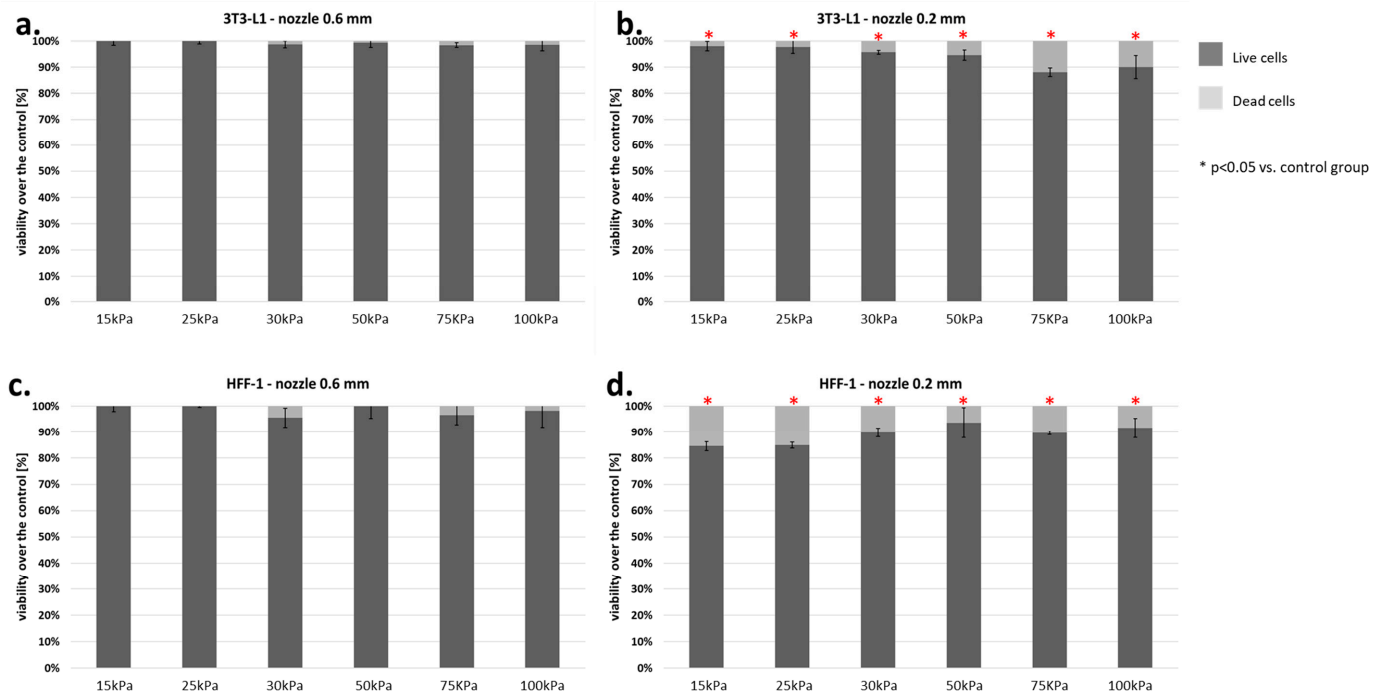 a.
3T3-L1 - nozzle 0.6 mm
viability over the control [%]
100%
90%
80%
70%
60%
50%
40%
30%
20%
10%
0%
15kPa 25kPa 30kPa 50kPa 75KPa 100kPa
b.
3T3-L1 - nozzle 0.2 mm
* * * * * *
viability over the control [%]
100%
90%
80%
70%
60%
50%
40%
30%
20%
10%
0%
15kPa 25kPa 30kPa 50kPa 75KPa 100kPa
Live cells
Dead cells
* p<0.05 vs. control group
c.
HFF-1 - nozzle 0.6 mm
viability over the control [%]
100%
90%
80%
70%
60%
50%
40%
30%
20%
10%
0%
15kPa 25kPa 30kPa 50kPa 75KPa 100kPa
d.
HFF-1 - nozzle 0.2 mm
* * * * * *
viability over the control [%]
100%
90%
80%
70%
60%
50%
40%
30%
20%
10%
0%
15kPa 25kPa 30kPa 50kPa 75KPa 100kPa